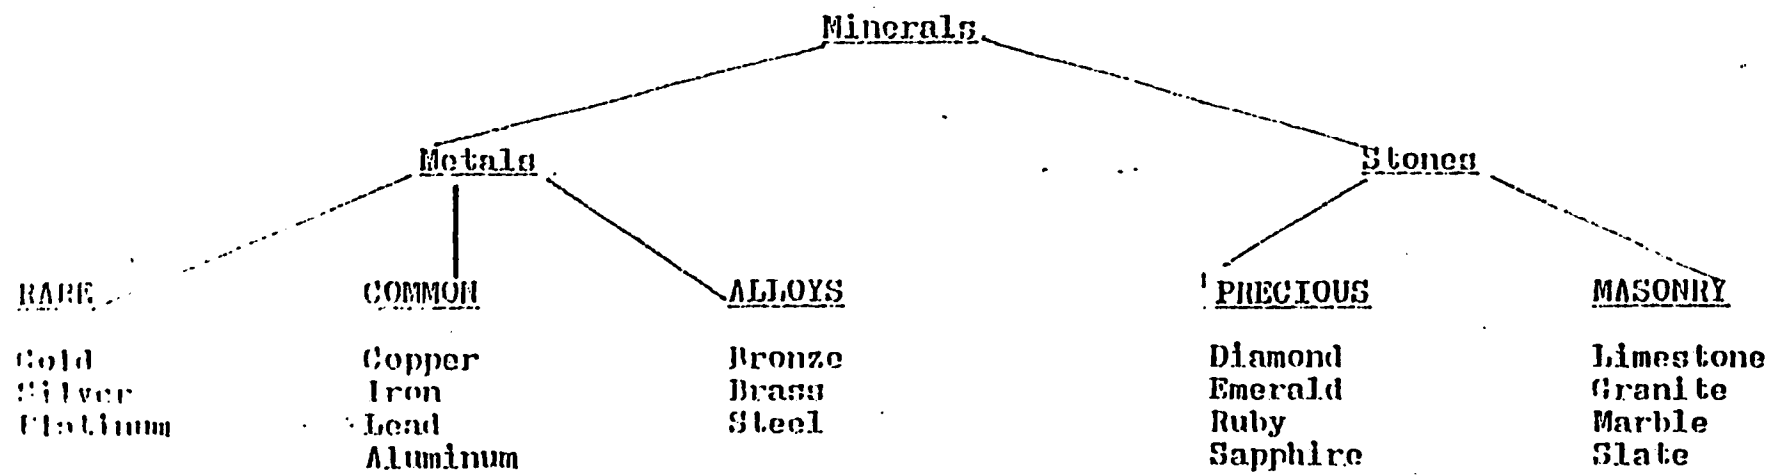 Minerals
Metals Stones
RARE COMMON ALLOYS PRECIOUS MASONRY
Gold Copper Bronze Diamond Limestone
Silver Iron Brass Emerald Granite
Platinum Lead Steel Ruby Marble
Aluminum Sapphire Slate